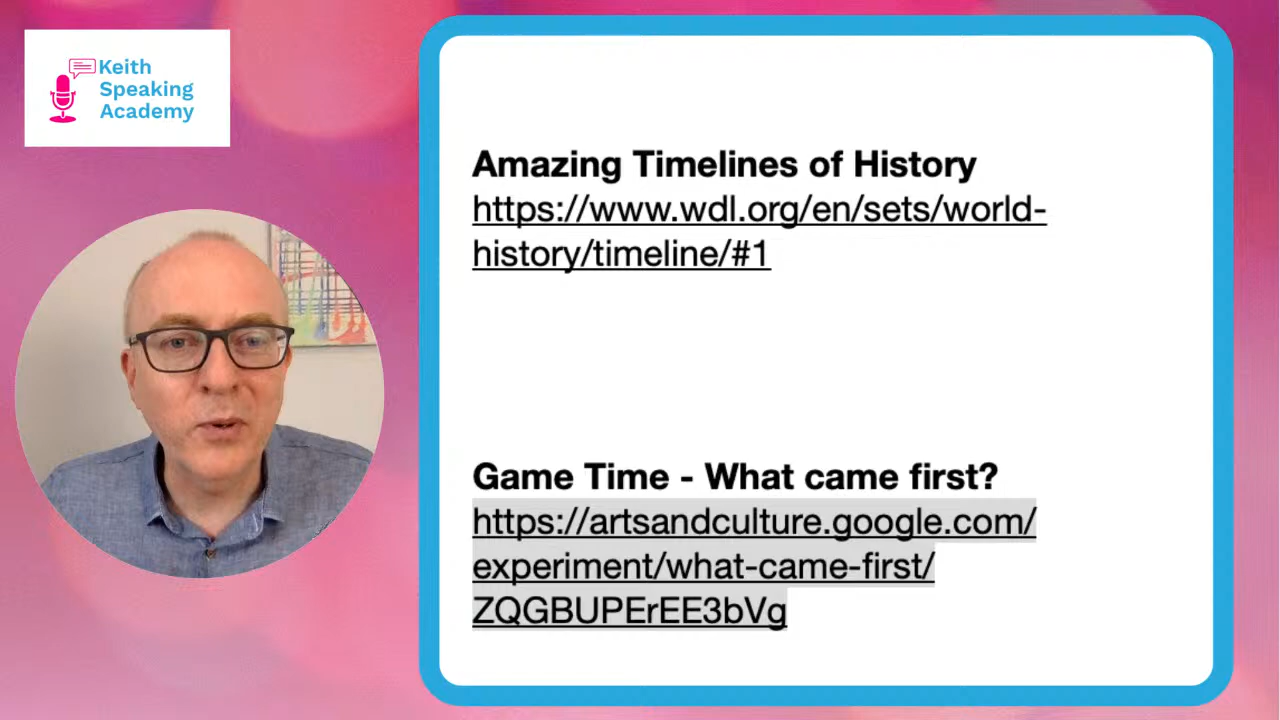 Keith
Speaking
Academy
Amazing Timelines of History
https://www.wdl.org/en/sets/world-
history/timeline/#1
Game Time - What came first?
https://artsandculture.google.com/
experiment/what-came-first/
ZQGBUPErEE3bVg